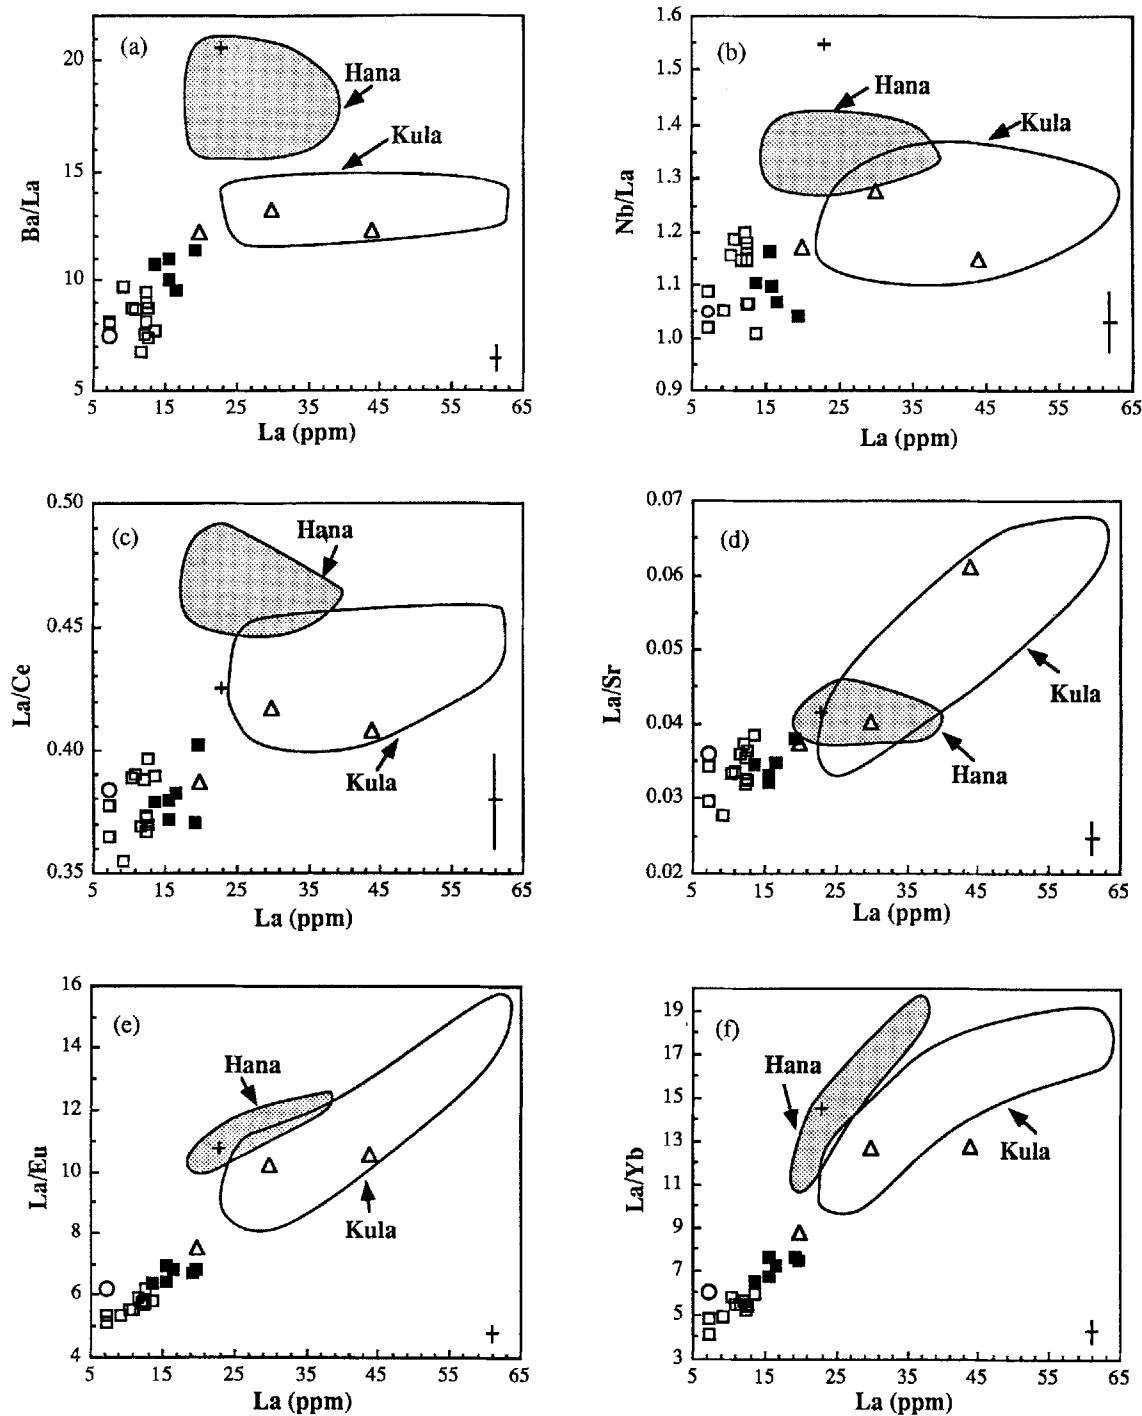 (a)
Ba/La
20
15
10
5
Hana
Kula
5 15 25 35 45 55 65
La (ppm)
(b)
Nb/La
1.6
1.5
1.4
1.3
1.2
1.1
1.0
0.9
Hana
Kula
5 15 25 35 45 55 65
La (ppm)
(c)
La/Ce
0.50
0.45
0.40
0.35
Hana
Kula
5 15 25 35 45 55 65
La (ppm)
(d)
La/Sr
0.07
0.06
0.05
0.04
0.03
0.02
Kula
Hana
5 15 25 35 45 55 65
La (ppm)
(e)
La/Eu
16
14
12
10
8
6
4
Hana
Kula
5 15 25 35 45 55 65
La (ppm)
(f)
La/Yb
19
17
15
13
11
9
7
5
3
Hana
Kula
5 15 25 35 45 55 65
La (ppm)